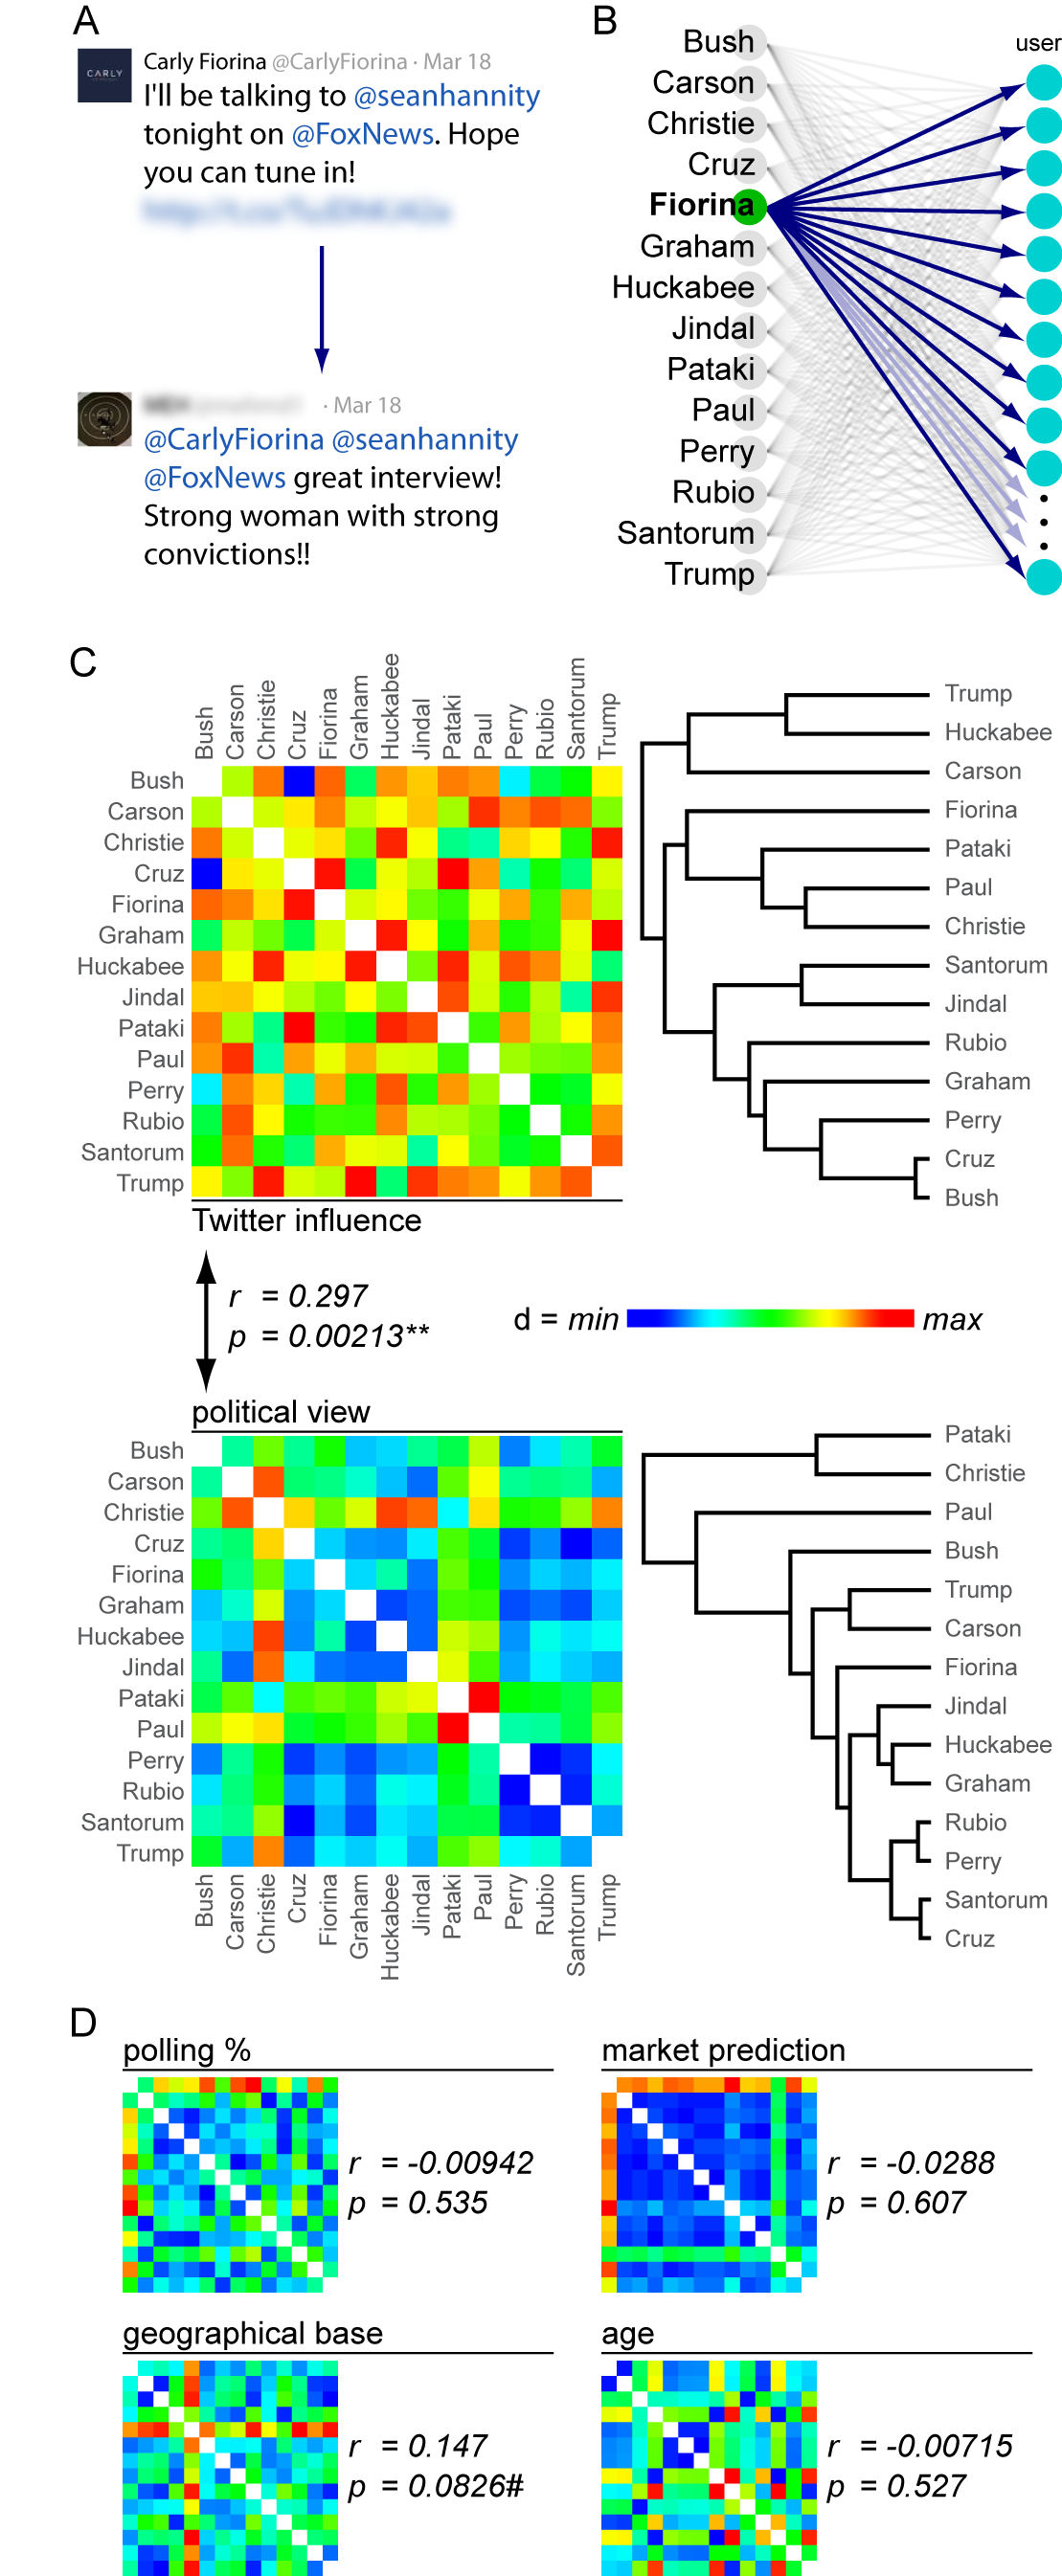 A
CARLY
Carly Fiorina @CarlyFiorina · Mar 18
I'll be talking to @seanhannity
tonight on @FoxNews. Hope
you can tune in!
· Mar 18
@CarlyFiorina @seanhannity
@FoxNews great interview!
Strong woman with strong
convictions!!
B
user
Bush
Carson
Christie
Cruz
Fiorina
Graham
Huckabee
Jindal
Pataki
Paul
Perry
Rubio
Santorum
Trump
C
Bush
Carson
Christie
Cruz
Fiorina
Graham
Huckabee
Jindal
Pataki
Paul
Perry
Rubio
Santorum
Trump
Bush
Carson
Christie
Cruz
Fiorina
Graham
Huckabee
Jindal
Pataki
Paul
Perry
Rubio
Santorum
Trump
Twitter influence
Trump
Huckabee
Carson
Fiorina
Pataki
Paul
Christie
Santorum
Jindal
Rubio
Graham
Perry
Cruz
Bush
r = 0.297
p = 0.00213**
d = min
max
political view
Bush
Carson
Christie
Cruz
Fiorina
Graham
Huckabee
Jindal
Pataki
Paul
Perry
Rubio
Santorum
Trump
Bush
Carson
Christie
Cruz
Fiorina
Graham
Huckabee
Jindal
Pataki
Paul
Perry
Rubio
Santorum
Trump
Pataki
Christie
Paul
Bush
Trump
Carson
Fiorina
Jindal
Huckabee
Graham
Rubio
Perry
Santorum
Cruz
D
polling %
r = -0.00942
p = 0.535
market prediction
r = -0.0288
p = 0.607
geographical base
r = 0.147
p = 0.0826#
age
r = -0.00715
p = 0.527